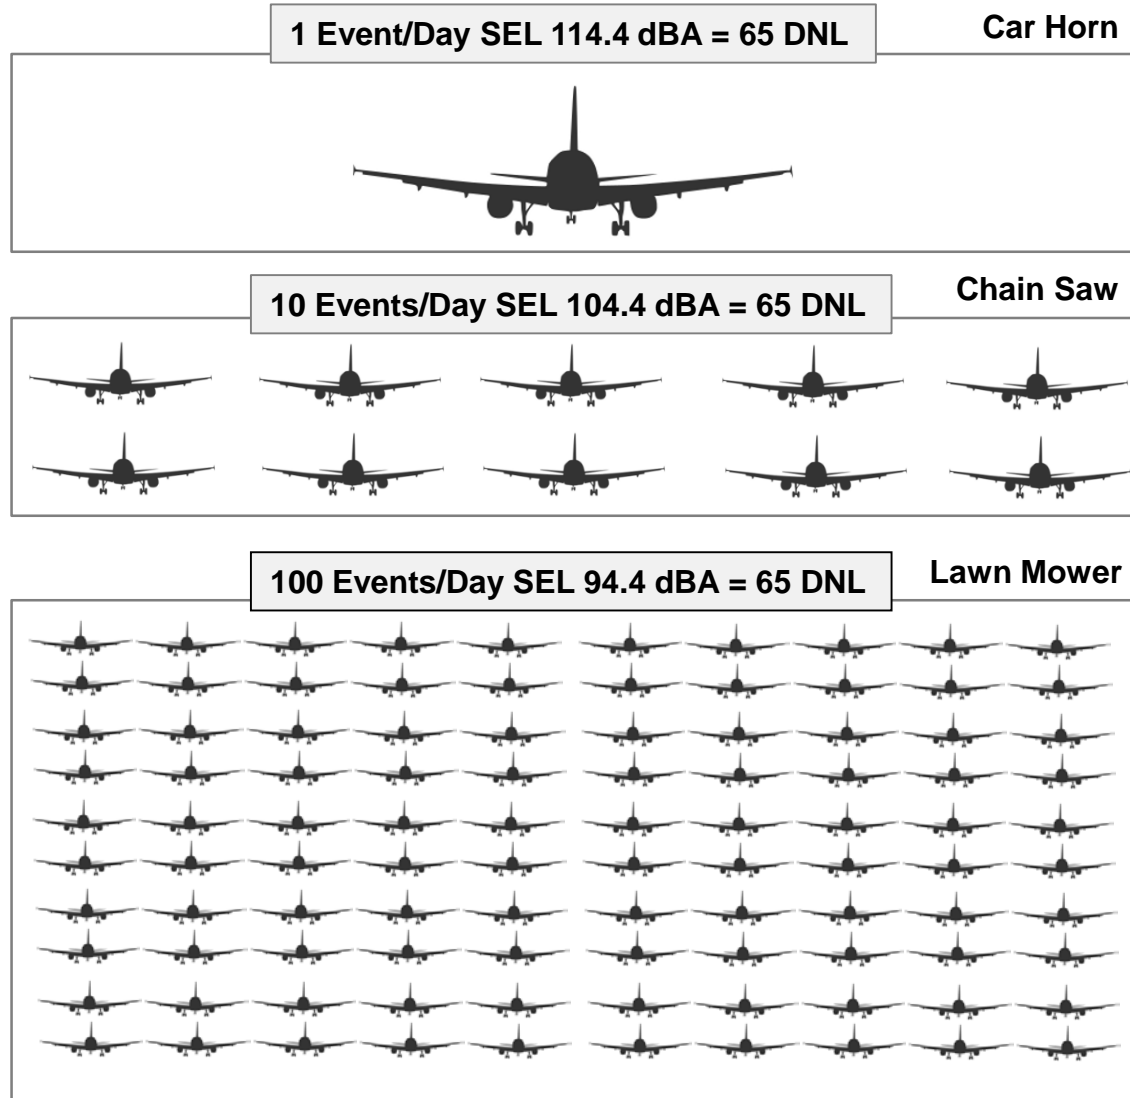 1 Event/Day SEL 114.4 dBA = 65 DNL
Car Horn
10 Events/Day SEL 104.4 dBA = 65 DNL
Chain Saw
100 Events/Day SEL 94.4 dBA = 65 DNL
Lawn Mower